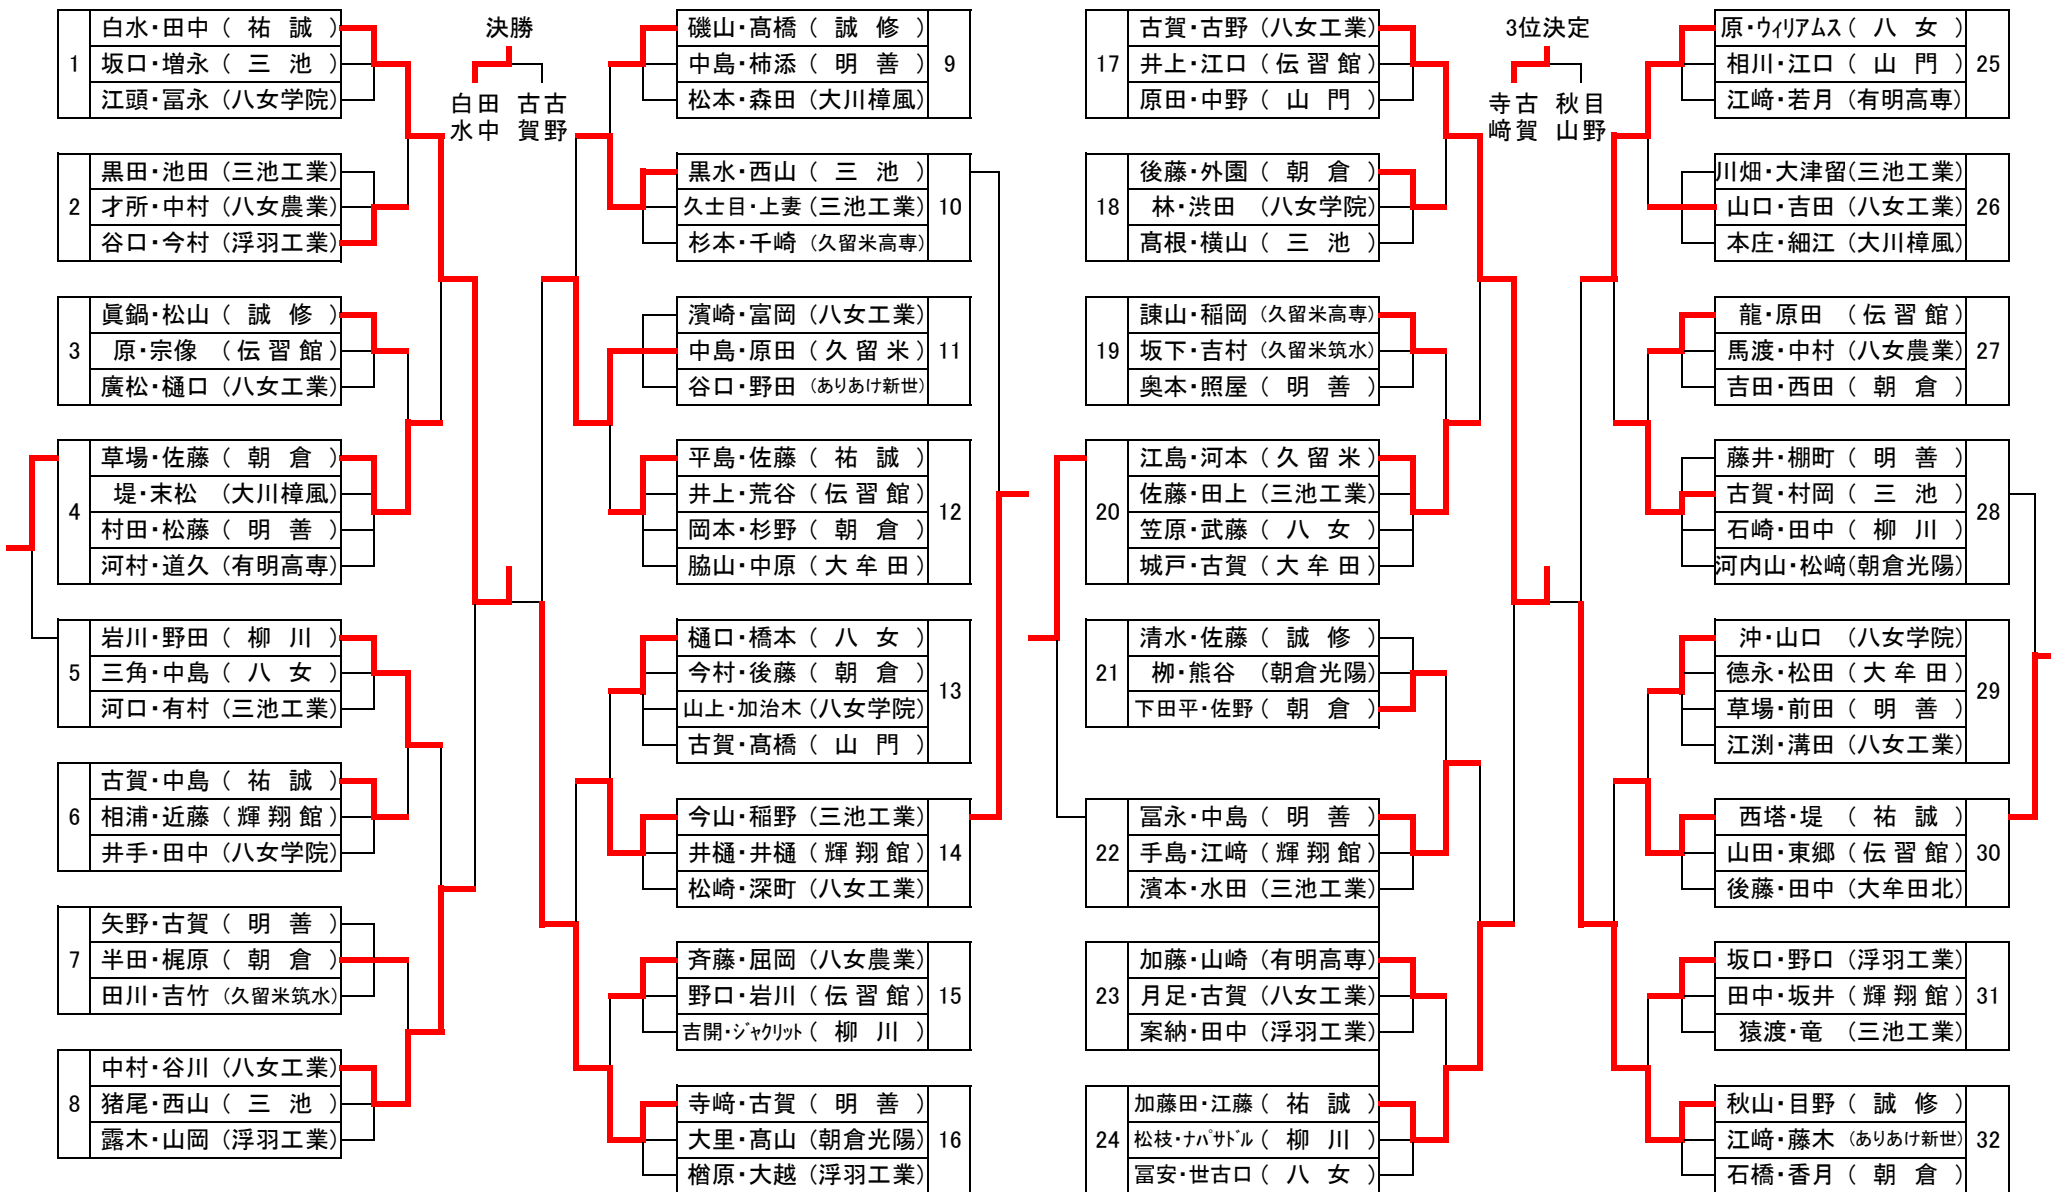 決勝
白水 田中 古賀 古野
3位決定
寺﨑 古賀 秋山 目野
1
白水・田中 ( 祐 誠 )
坂口・増永 ( 三 池 )
江頭・冨永 (八女学院)
2
黒田・池田 (三池工業)
才所・中村 (八女農業)
谷口・今村 (浮羽工業)
3
眞鍋・松山 ( 誠 修 )
原・宗像 (伝習館)
廣松・樋口 (八女工業)
4
草場・佐藤 ( 朝 倉 )
堤・末松 (大川樟風)
村田・松藤 ( 明 善 )
河村・道久 (有明高専)
5
岩川・野田 ( 柳 川 )
三角・中島 ( 八 女 )
河口・有村 (三池工業)
6
古賀・中島 ( 祐 誠 )
相浦・近藤 (輝翔館)
井手・田中 (八女学院)
7
矢野・古賀 ( 明 善 )
半田・梶原 ( 朝 倉 )
田川・吉竹 (久留米筑水)
8
中村・谷川 (八女工業)
猪尾・西山 ( 三 池 )
露木・山岡 (浮羽工業)
9
磯山・髙橋 ( 誠 修 )
中島・柿添 ( 明 善 )
松本・森田 (大川樟風)
10
黒水・西山 ( 三 池 )
久士目・上妻 (三池工業)
杉本・千崎 (久留米高専)
11
濱崎・富岡 (八女工業)
中島・原田 (久留米)
谷口・野田 (ありあけ新世)
12
平島・佐藤 ( 祐 誠 )
井上・荒谷 (伝習館)
岡本・杉野 ( 朝 倉 )
脇山・中原 (大牟田)
13
樋口・橋本 ( 八 女 )
今村・後藤 ( 朝 倉 )
山上・加治木 (八女学院)
古賀・髙橋 ( 山 門 )
14
今山・稲野 (三池工業)
井樋・井樋 (輝翔館)
松崎・深町 (八女工業)
15
斉藤・屈岡 (八女農業)
野口・岩川 (伝習館)
吉開・ジャクリット ( 柳 川 )
16
寺﨑・古賀 ( 明 善 )
大里・髙山 (朝倉光陽)
楢原・大越 (浮羽工業)
17
古賀・古野 (八女工業)
井上・江口 (伝習館)
原田・中野 ( 山 門 )
18
後藤・外園 ( 朝 倉 )
林・渋田 (八女学院)
髙根・横山 ( 三 池 )
19
諌山・稲岡 (久留米高専)
坂下・吉村 (久留米筑水)
奥本・照屋 ( 明 善 )
20
江島・河本 (久留米)
佐藤・田上 (三池工業)
笠原・武藤 ( 八 女 )
城戸・古賀 (大牟田)
21
清水・佐藤 ( 誠 修 )
栁・熊谷 (朝倉光陽)
下田平・佐野 ( 朝 倉 )
22
冨永・中島 ( 明 善 )
手島・江﨑 (輝翔館)
濱本・水田 (三池工業)
23
加藤・山崎 (有明高専)
月足・古賀 (八女工業)
案納・田中 (浮羽工業)
24
加藤田・江藤 ( 祐 誠 )
松枝・ナパサドル ( 柳 川 )
冨安・世古口 ( 八 女 )
25
原・ウィリアムス ( 八 女 )
相川・江口 ( 山 門 )
江﨑・若月 (有明高専)
26
川畑・大津留 (三池工業)
山口・吉田 (八女工業)
本庄・細江 (大川樟風)
27
龍・原田 (伝習館)
馬渡・中村 (八女農業)
吉田・西田 ( 朝 倉 )
28
藤井・棚町 ( 明 善 )
古賀・村岡 ( 三 池 )
石崎・田中 ( 柳 川 )
河内山・松﨑 (朝倉光陽)
29
沖・山口 (八女学院)
德永・松田 (大牟田)
草場・前田 ( 明 善 )
江渕・溝田 (八女工業)
30
西塔・堤 ( 祐 誠 )
山田・東郷 (伝習館)
後藤・田中 (大牟田北)
31
坂口・野口 (浮羽工業)
田中・坂井 (輝翔館)
猿渡・竜 (三池工業)
32
秋山・目野 ( 誠 修 )
江﨑・藤木 (ありあけ新世)
石橋・香月 ( 朝 倉 )